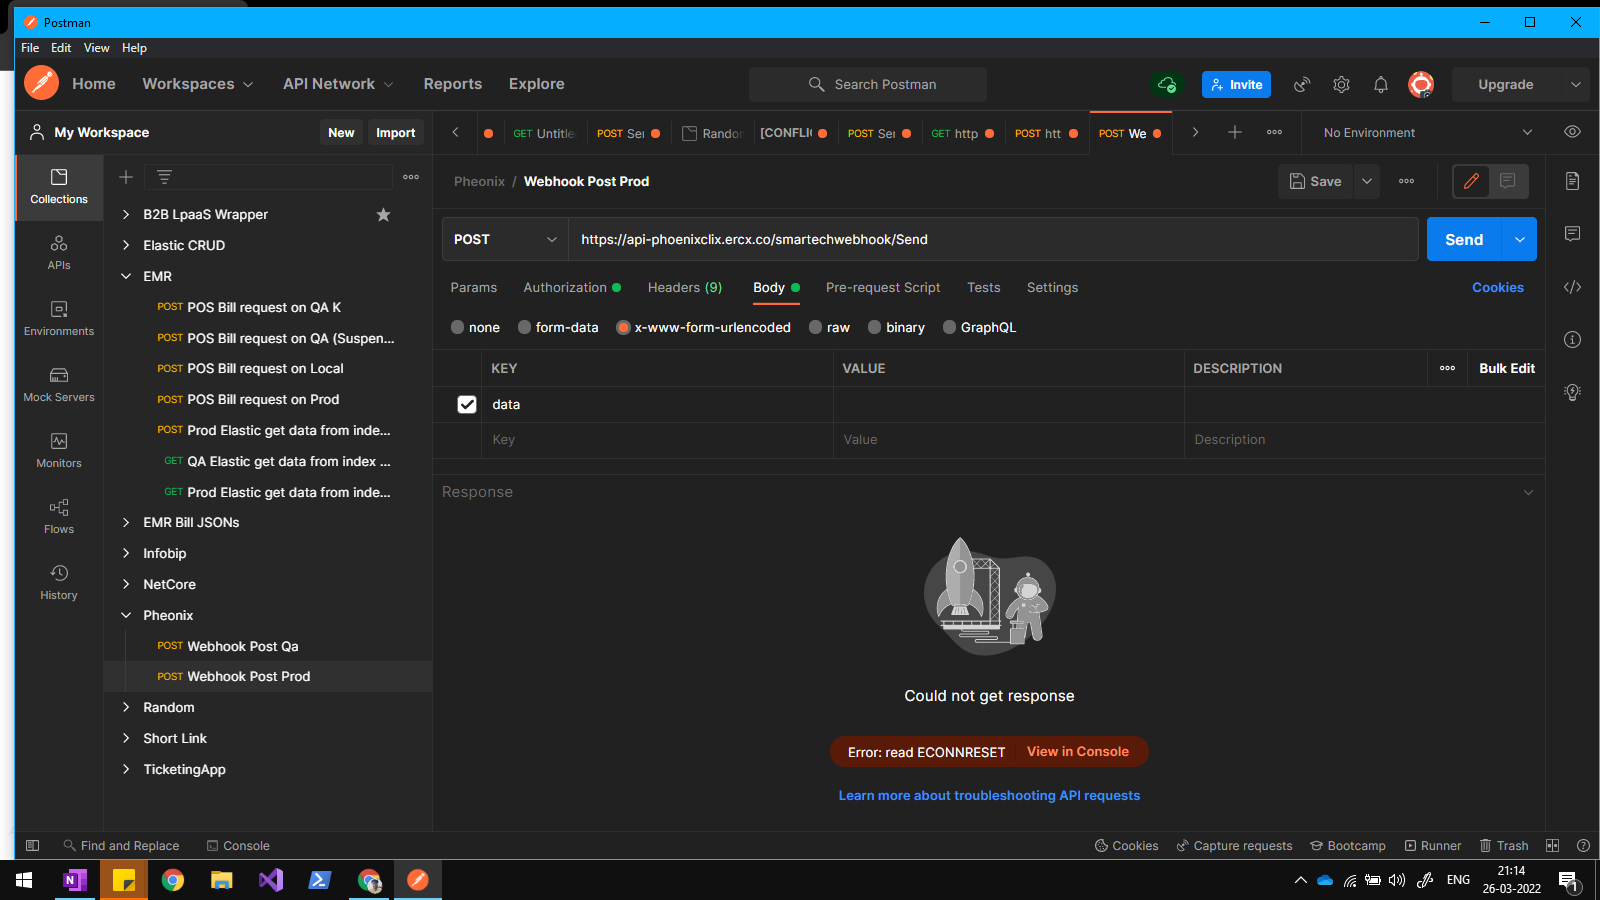 Postman
File Edit View Help
Home Workspaces API Network Reports Explore Search Postman Invite Upgrade
My Workspace New Import
GET Untitle POST Ser Randor [CONFLIC POST Ser GET http POST htt POST We No Environment
Collections
APIs
Environments
Mock Servers
Monitors
Flows
History
B2B LpaaS Wrapper
Elastic CRUD
EMR
POST POS Bill request on QA K
POST POS Bill request on QA (Suspen...
POST POS Bill request on Local
POST POS Bill request on Prod
POST Prod Elastic get data from inde...
GET QA Elastic get data from index ...
GET Prod Elastic get data from inde...
EMR Bill JSONs
Infobip
NetCore
Pheonix
POST Webhook Post Qa
POST Webhook Post Prod
Random
Short Link
TicketingApp
Pheonix / Webhook Post Prod Save
POST https://api-phoenixclix.ercx.co/smartechwebhook/Send Send
Params Authorization Headers (9) Body Pre-request Script Tests Settings Cookies
none form-data x-www-form-urlencoded raw binary GraphQL
KEY VALUE DESCRIPTION Bulk Edit
data
Key Value Description
Response
Could not get response
Error: read ECONNRESET View in Console
Learn more about troubleshooting API requests
Find and Replace Console Cookies Capture requests Bootcamp Runner Trash
ENG 21:14
26-03-2022
1